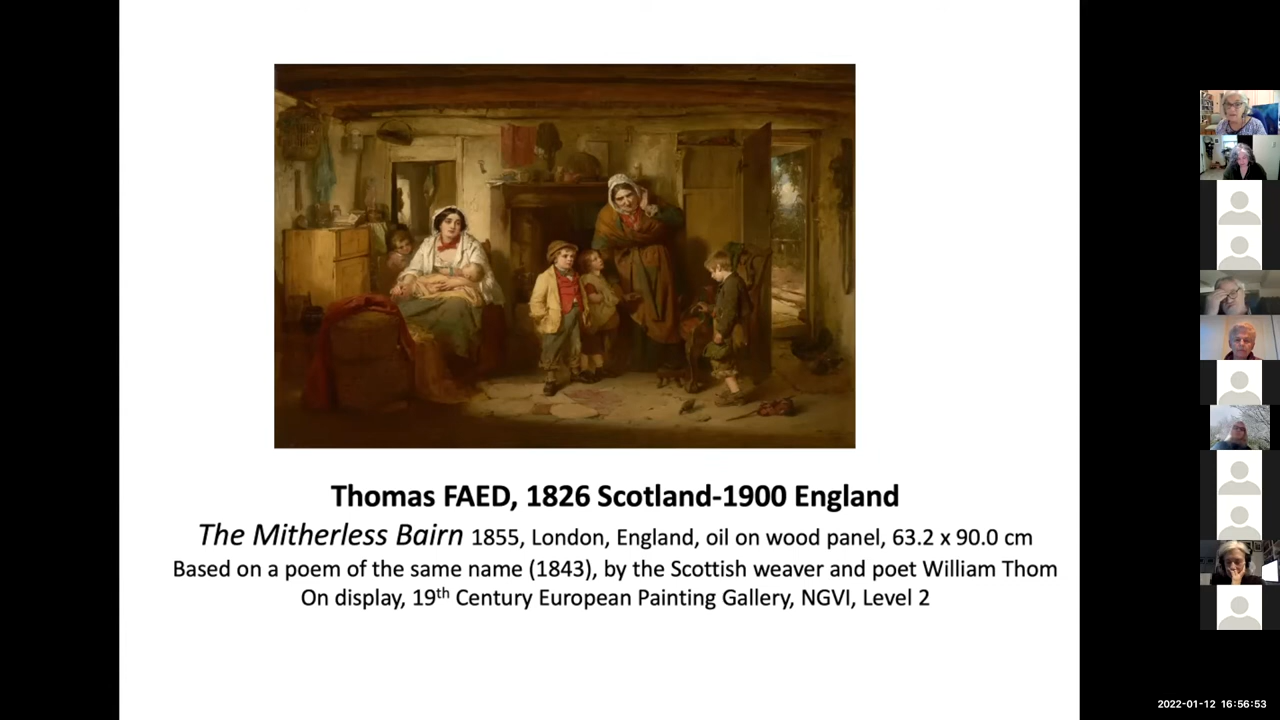 Thomas FAED, 1826 Scotland-1900 England
The Mitherless Bairn 1855, London, England, oil on wood panel, 63.2 x 90.0 cm
Based on a poem of the same name (1843), by the Scottish weaver and poet William Thom
On display, 19th Century European Painting Gallery, NGVI, Level 2
2022-01-12 16:56:53